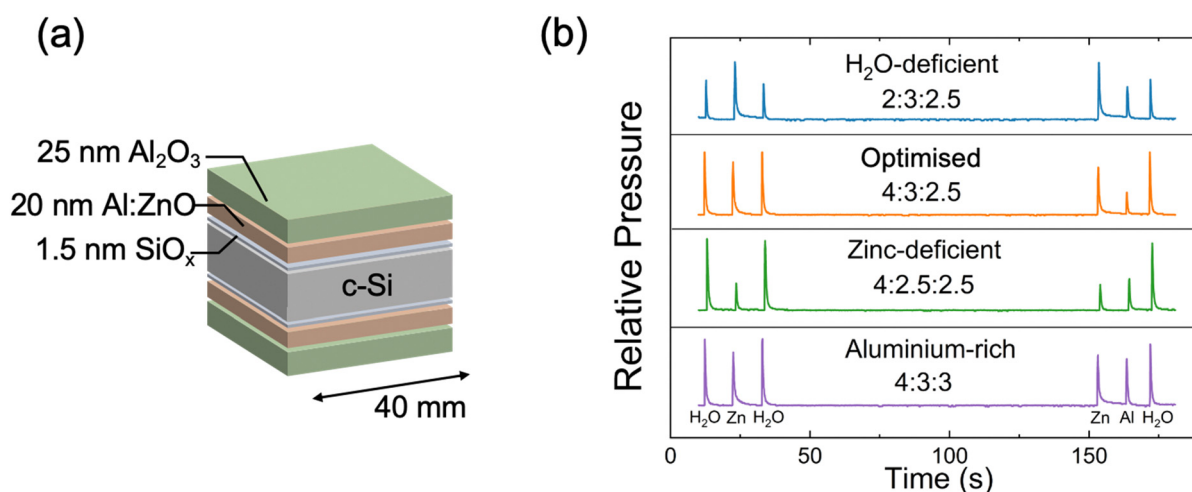 (a)
25 nm Al₂O₃
20 nm Al:ZnO
1.5 nm SiOₓ
c-Si
40 mm
(b)
Relative Pressure
H₂O-deficient
2:3:2.5
Optimised
4:3:2.5
Zinc-deficient
4:2.5:2.5
Aluminium-rich
4:3:3
H₂O Zn H₂O Zn Al H₂O
0 50 100 150
Time (s)